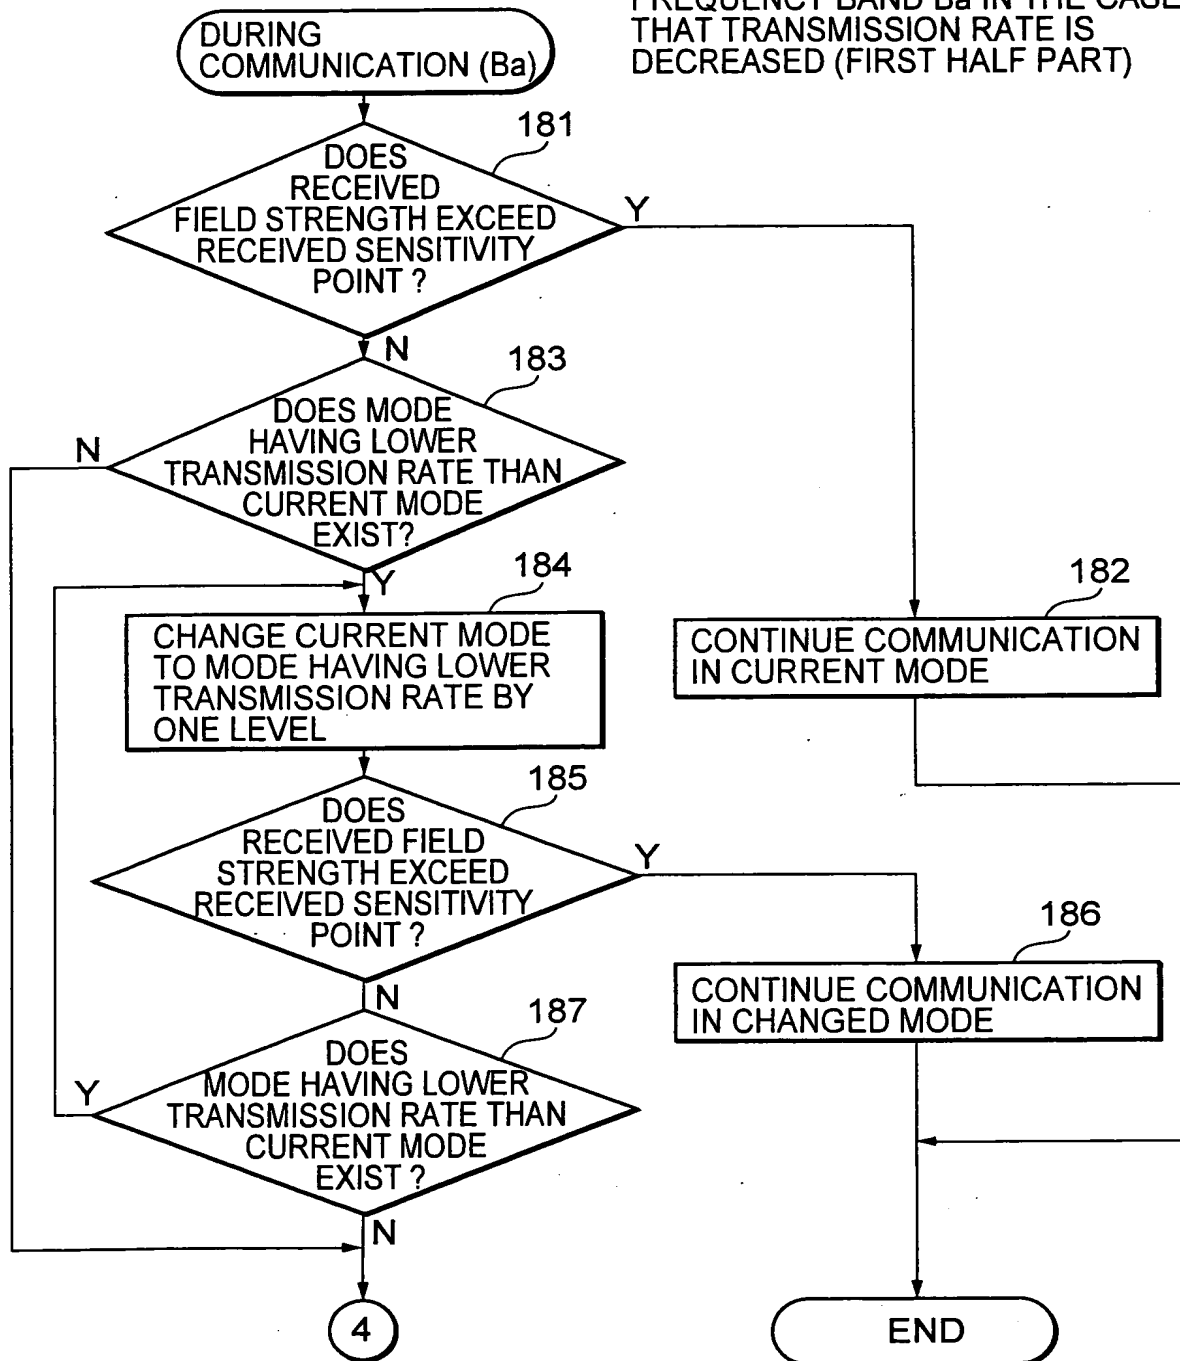 FREQUENCY BAND Ba IN THE CASE
THAT TRANSMISSION RATE IS
DECREASED (FIRST HALF PART)
DURING
COMMUNICATION (Ba)
181
DOES
RECEIVED
FIELD STRENGTH EXCEED
RECEIVED SENSITIVITY
POINT ?
Y
N
183
DOES MODE
HAVING LOWER
TRANSMISSION RATE THAN
CURRENT MODE
EXIST?
N
Y
184
CHANGE CURRENT MODE
TO MODE HAVING LOWER
TRANSMISSION RATE BY
ONE LEVEL
182
CONTINUE COMMUNICATION
IN CURRENT MODE
185
DOES
RECEIVED FIELD
STRENGTH EXCEED
RECEIVED SENSITIVITY
POINT ?
Y
N
186
CONTINUE COMMUNICATION
IN CHANGED MODE
187
DOES
MODE HAVING LOWER
TRANSMISSION RATE THAN
CURRENT MODE
EXIST ?
Y
N
4
END